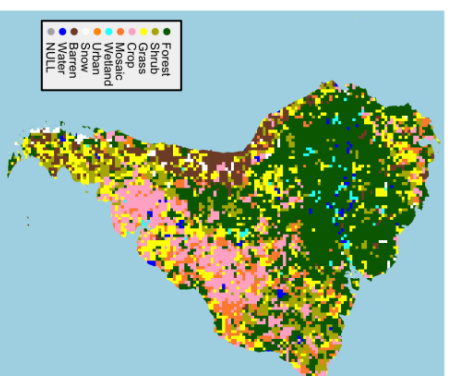 Forest
Shrub
Grass
Crop
Mosaic
Wetland
Urban
Snow
Barren
Water
NULL